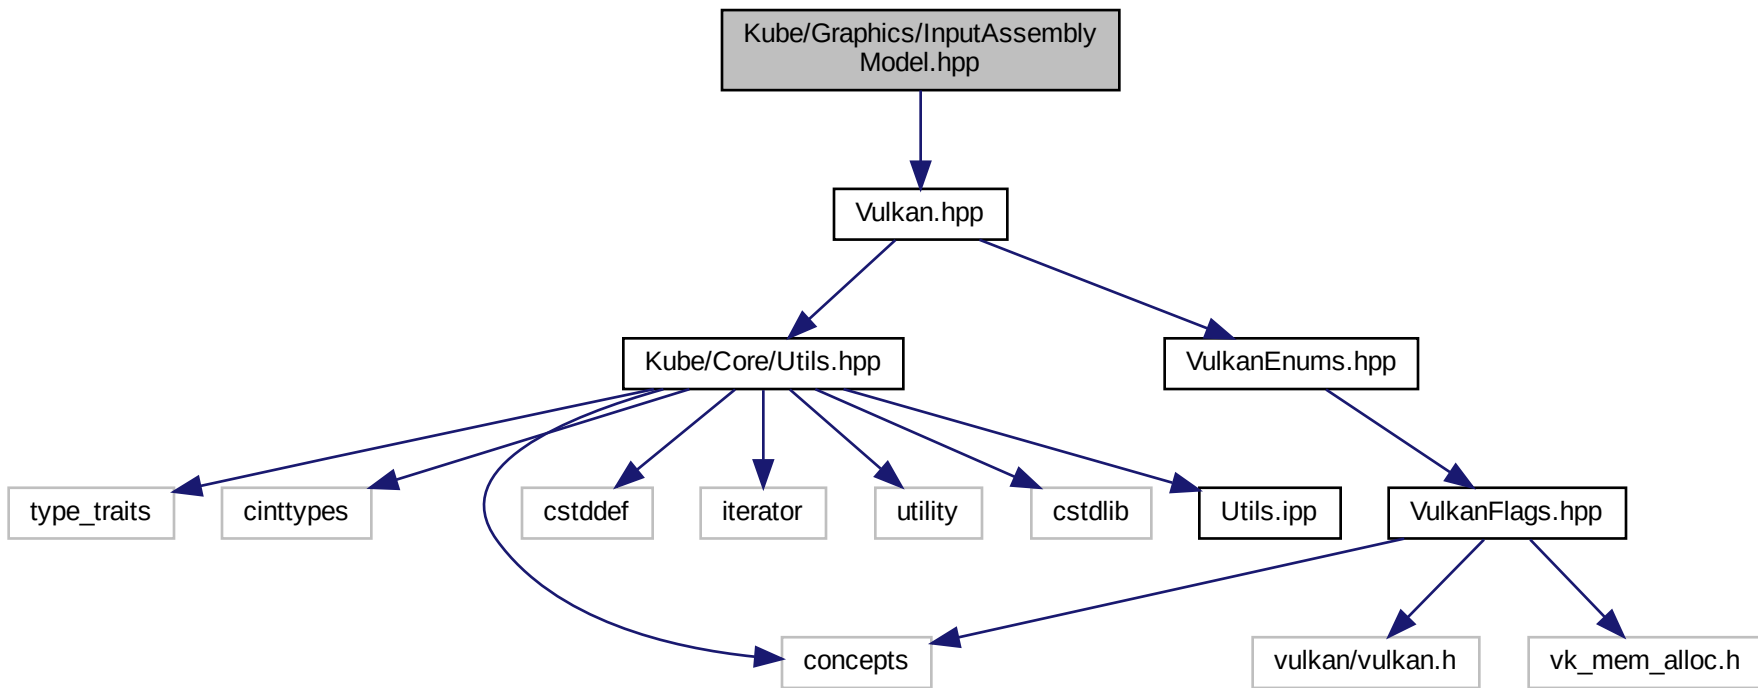 Kube/Graphics/InputAssembly
Model.hpp
Vulkan.hpp
Kube/Core/Utils.hpp
VulkanEnums.hpp
type_traits
cinttypes
cstddef
iterator
utility
cstdlib
Utils.ipp
VulkanFlags.hpp
concepts
vulkan/vulkan.h
vk_mem_alloc.h